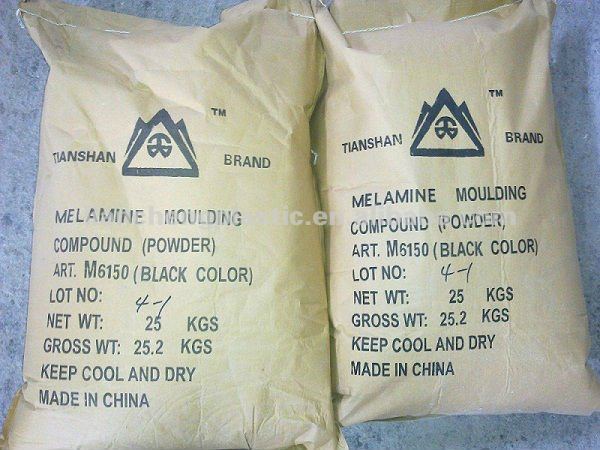 TIANSHAN TM BRAND
MELAMINE MOULDING
COMPOUND (POWDER)
ART. M6150 (BLACK COLOR)
LOT NO: 4-1
NET WT: 25 KGS
GROSS WT: 25.2 KGS
KEEP COOL AND DRY
MADE IN CHINA
TIANSHAN TM BRAND
MELAMINE MOULDING
COMPOUND (POWDER)
ART. M6150 (BLACK COLOR)
LOT NO: 4-1
NET WT: 25 KGS
GROSS WT: 25.2 KGS
KEEP COOL AND DRY
MADE IN CHINA